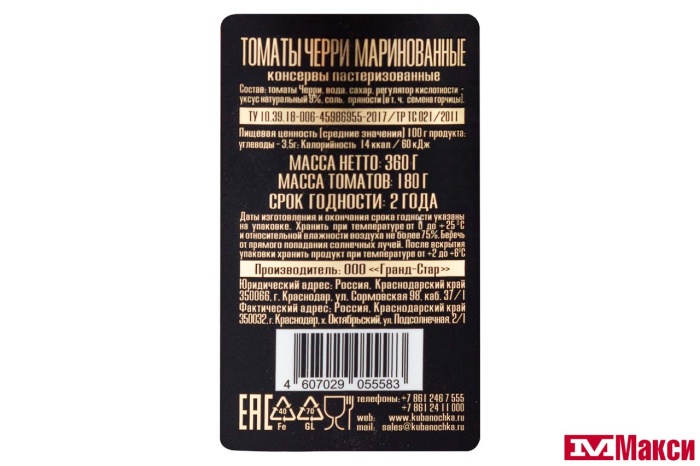 ТОМАТЫ ЧЕРРИ МАРИНОВАННЫЕ
КОНСЕРВЫ ПАСТЕРИЗОВАННЫЕ
Состав: томаты Черри, вода, сахар, регулятор кислотности -
уксус натуральный 9%, соль, пряности (в т. ч. семена горчицы).
ТУ 10.39.18-006-45986955-2017/ТР ТС 021/2011
Пищевая ценность (средние значения) 100 г продукта:
углеводы - 3,5г; Калорийность 14 ккал / 60 кДж
МАССА НЕТТО: 360 Г
МАССА ТОМАТОВ: 180 Г
СРОК ГОДНОСТИ: 2 ГОДА
Даты изготовления и окончания срока годности указаны
на упаковке. Хранить при температуре от 0 до +25°С
и относительной влажности воздуха не более 75%. Беречь
от прямого попадания солнечных лучей. После вскрытия
упаковки хранить продукт при температуре от +2 до +6°С
Производитель: ООО «Гранд-Стар»
Юридический адрес: Россия, Краснодарский край
350066, г. Краснодар, ул. Сормовская 98, каб. 37/1
Фактический адрес: Россия, Краснодарский край
350032, г. Краснодар, х. Октябрьский, ул. Подсолнечная, 2/1
4 607029 055583
EAC 40 Fe 70 GL
телефоны: +7 861 246 7 555
+7 861 24 11 000
web: www.kubanochka.ru
mail: sales@kubanochka.ru
М Макси